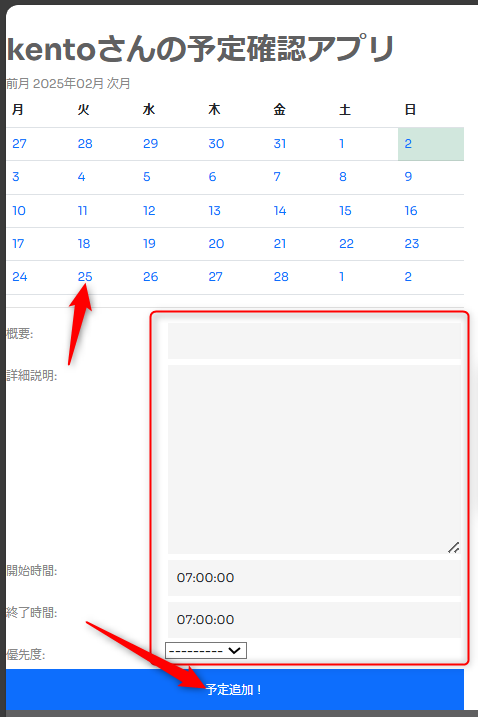 kentoさんの予定確認アプリ
前月 2025年02月 次月
月 火 水 木 金 土 日
27 28 29 30 31 1 2
3 4 5 6 7 8 9
10 11 12 13 14 15 16
17 18 19 20 21 22 23
24 25 26 27 28 1 2
概要:
詳細説明:
開始時間: 07:00:00
終了時間: 07:00:00
優先度: ---------
予定追加！